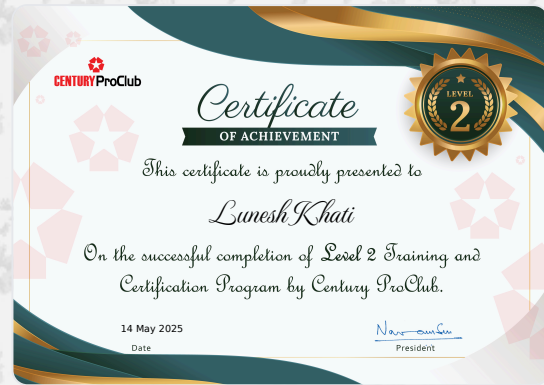 CENTURY ProClub
Certificate
OF ACHIEVEMENT
LEVEL
2
This certificate is proudly presented to
Lunesh Khati
On the successful completion of Level 2 Training and
Certification Program by Century ProClub.
14 May 2025
Date
President